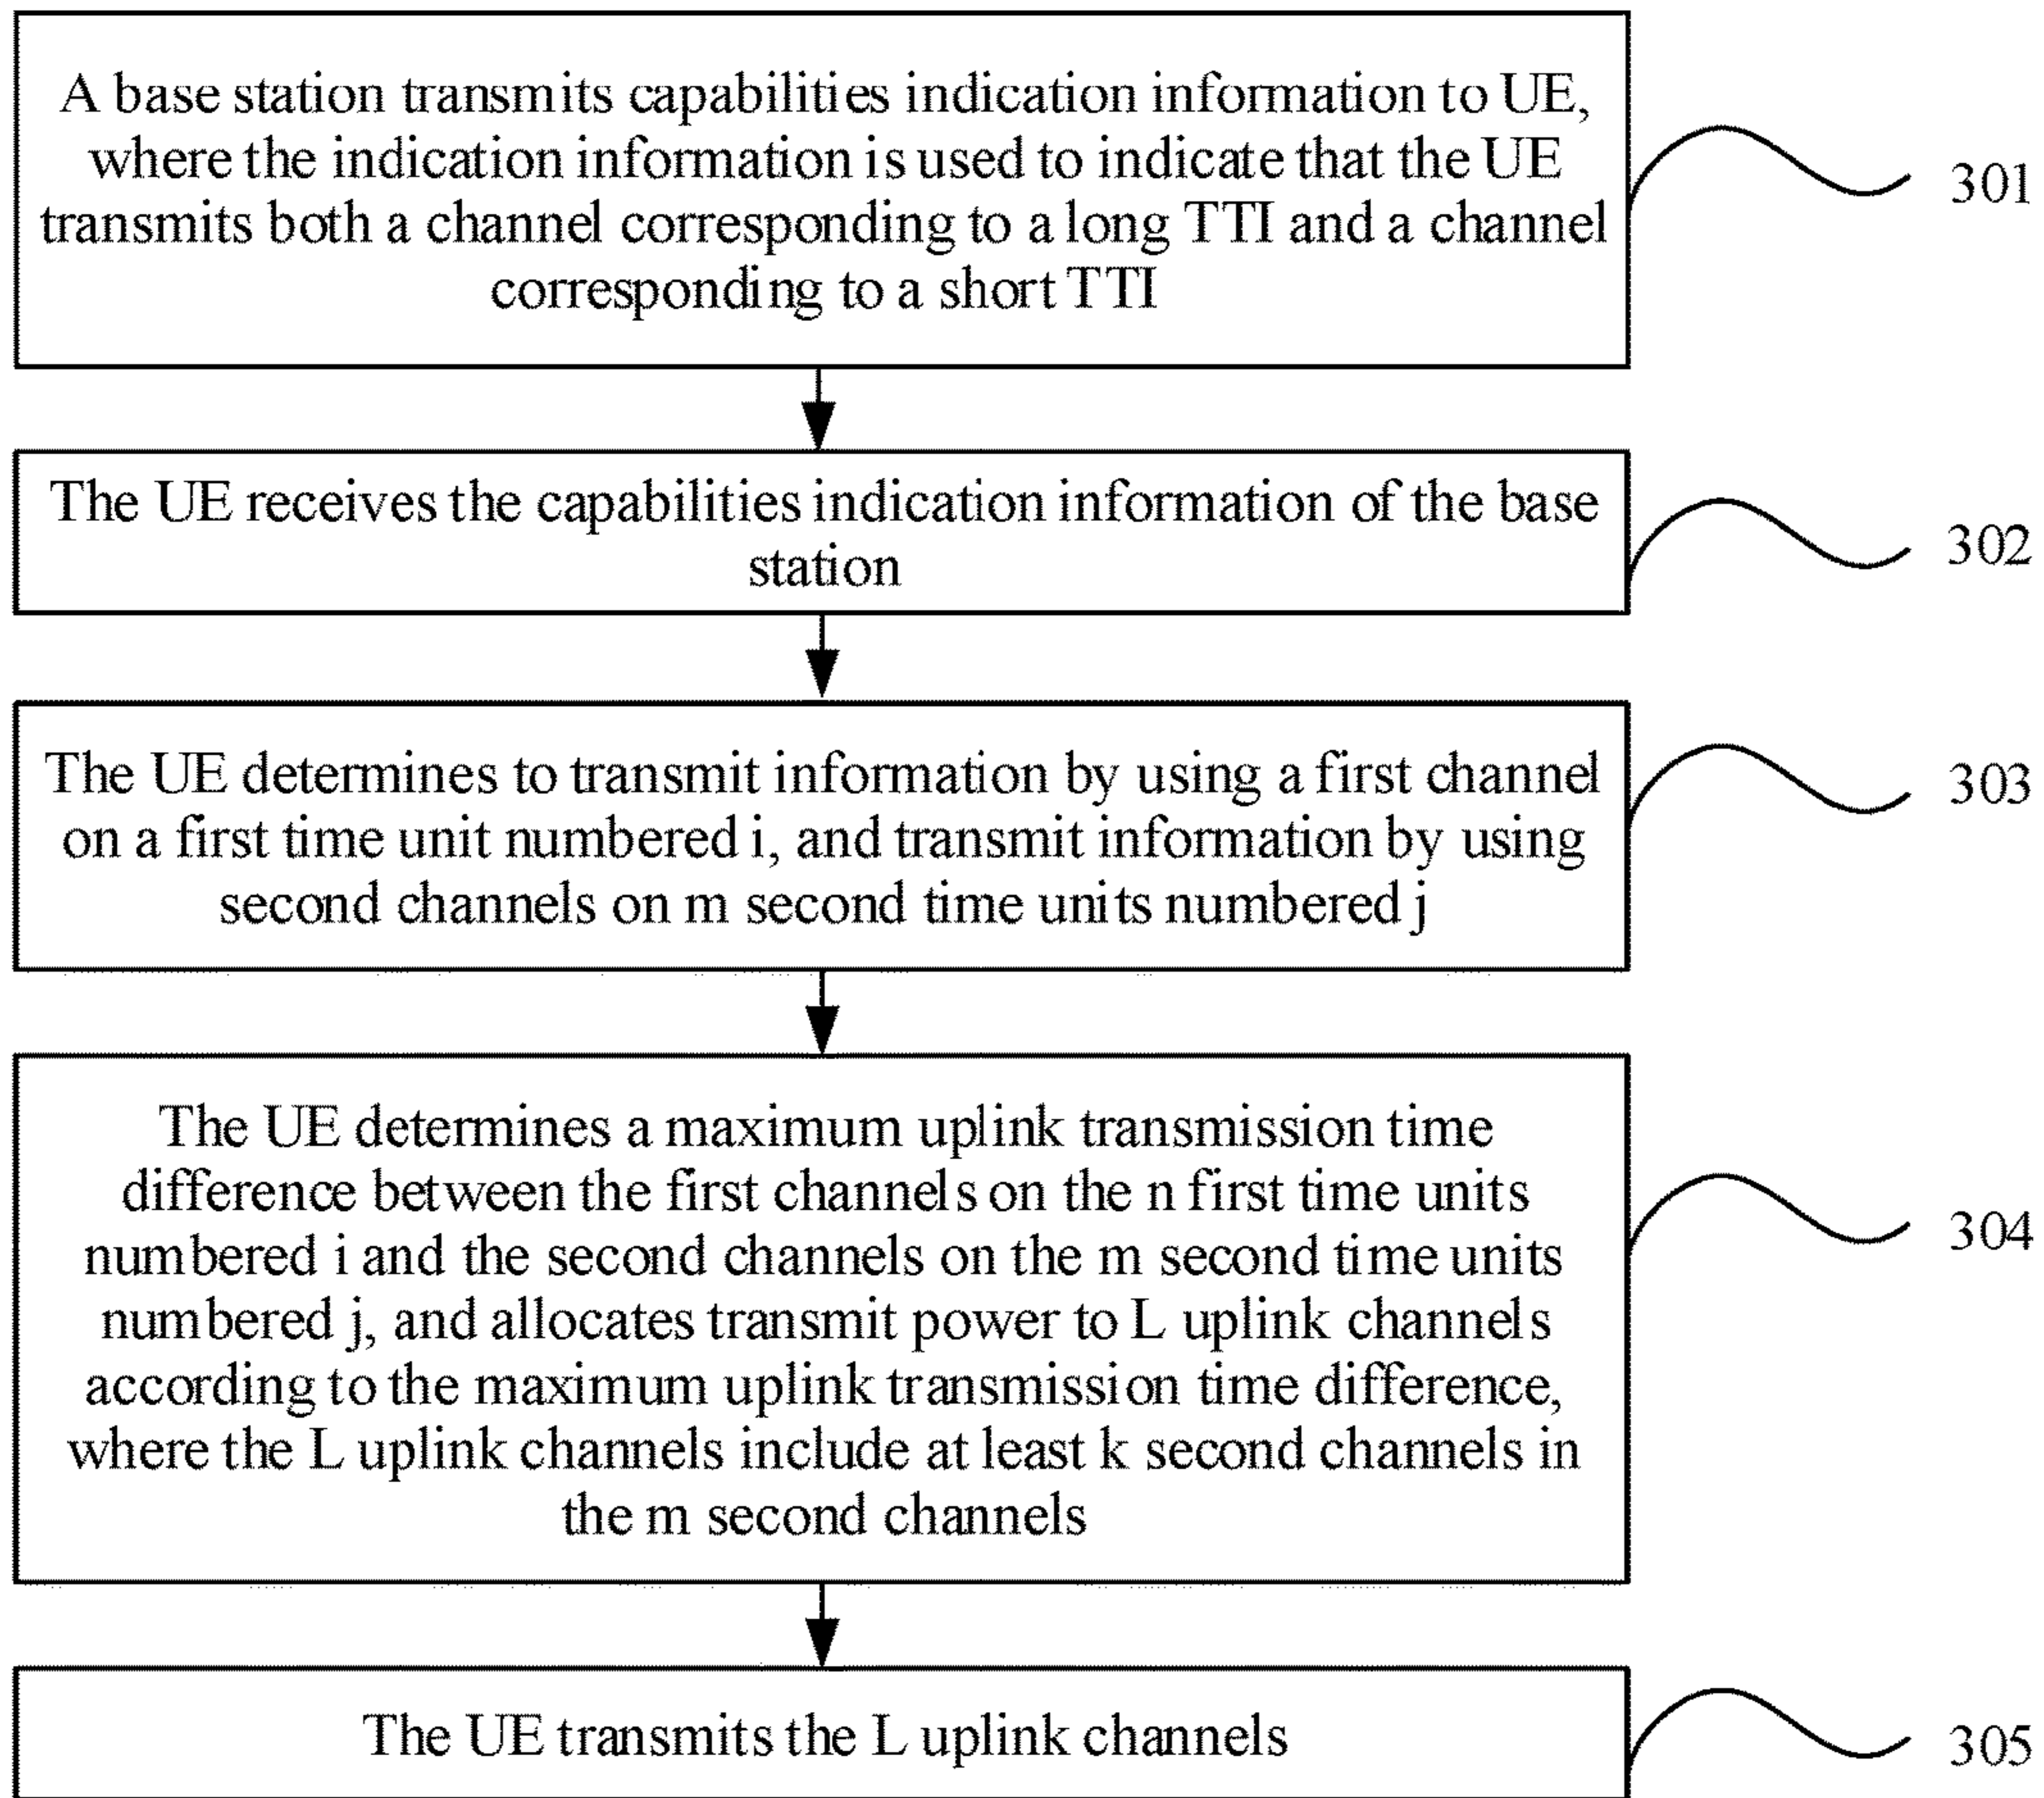 A base station transmits capabilities indication information to UE,
where the indication information is used to indicate that the UE
transmits both a channel corresponding to a long TTI and a channel
corresponding to a short TTI
301
The UE receives the capabilities indication information of the base
station
302
The UE determines to transmit information by using a first channel
on a first time unit numbered i, and transmit information by using
second channels on m second time units numbered j
303
The UE determines a maximum uplink transmission time
difference between the first channels on the n first time units
numbered i and the second channels on the m second time units
numbered j, and allocates transmit power to L uplink channels
according to the maximum uplink transmission time difference,
where the L uplink channels include at least k second channels in
the m second channels
304
The UE transmits the L uplink channels
305